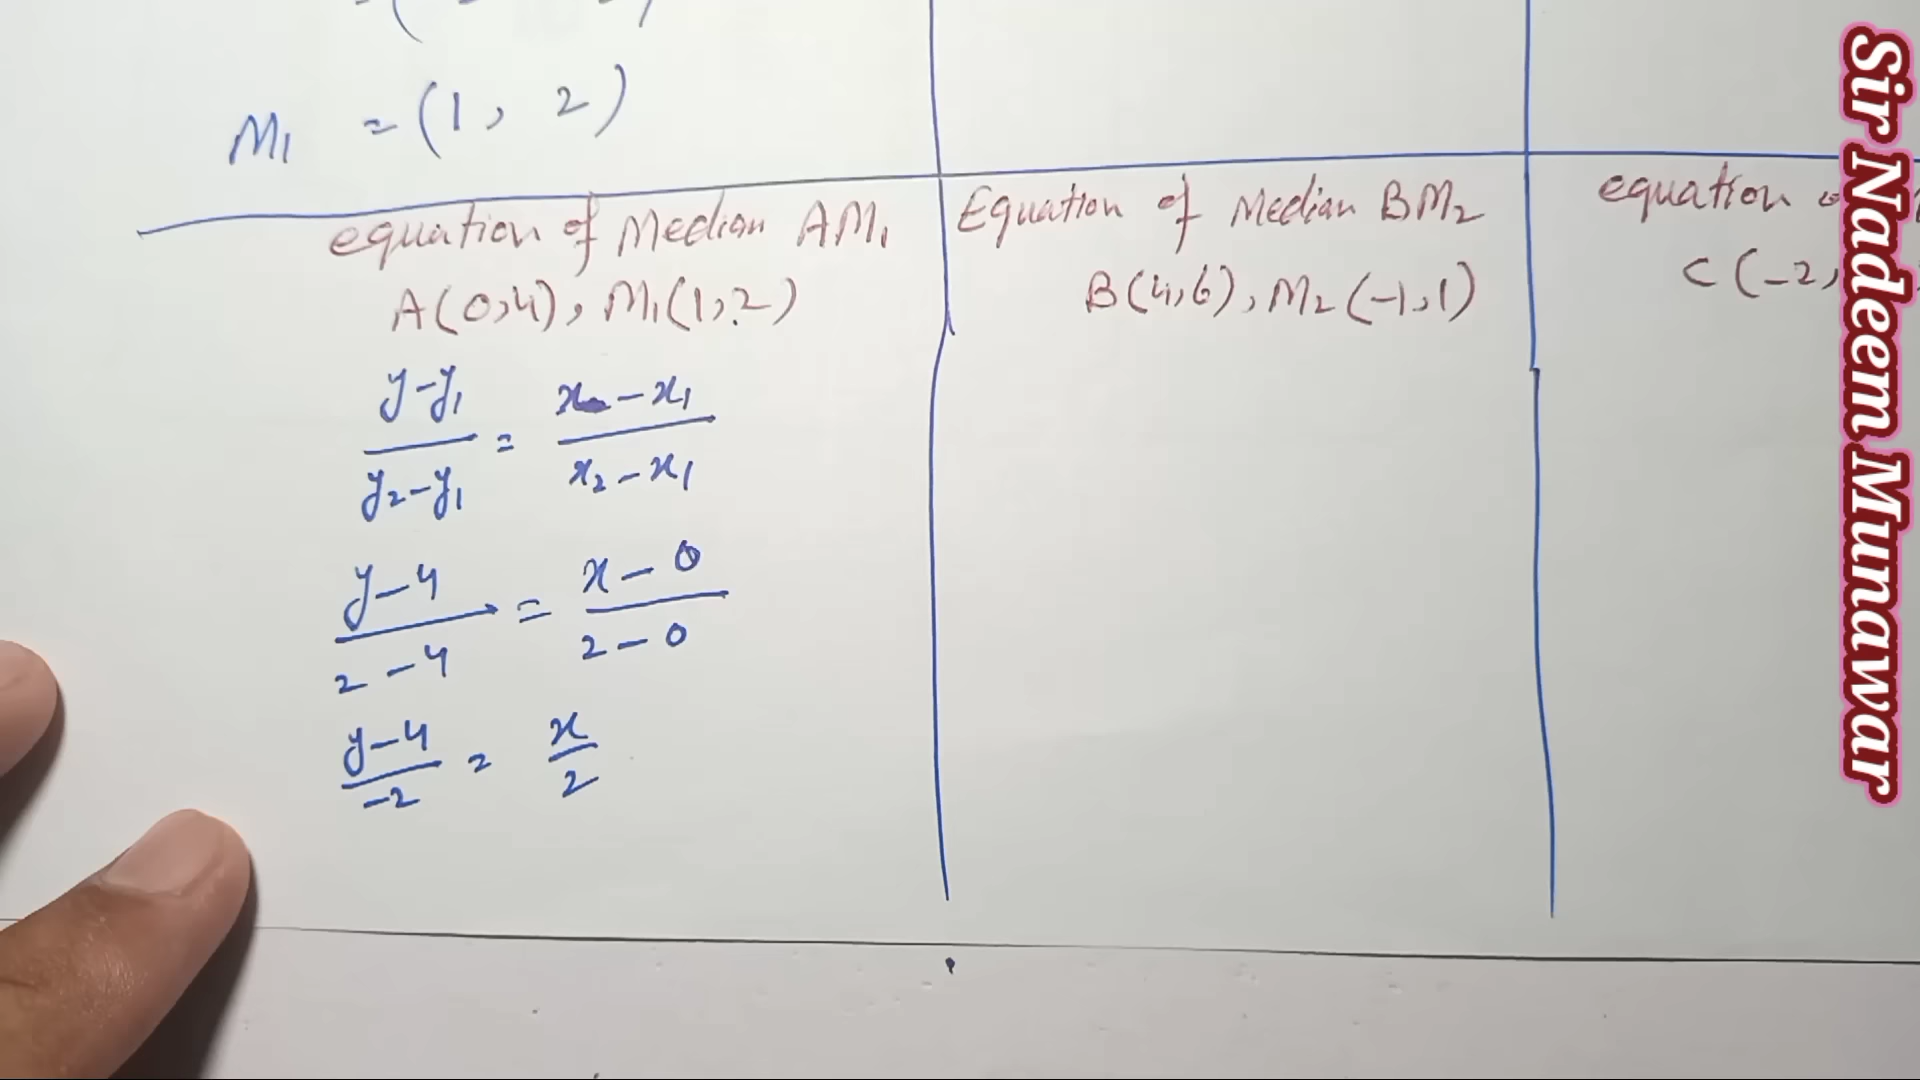 M1 = (1, 2)
equation of Median AM1
A(0,4), M1(1,2)
y-y1 / y2-y1 = x-x1 / x2-x1
y-4 / 2-4 = x-0 / 2-0
y-4 / -2 = x / 2
Equation of Median BM2
B(4,6), M2(-1,1)
equation
C(-2,
Sir Nadeem Munawar